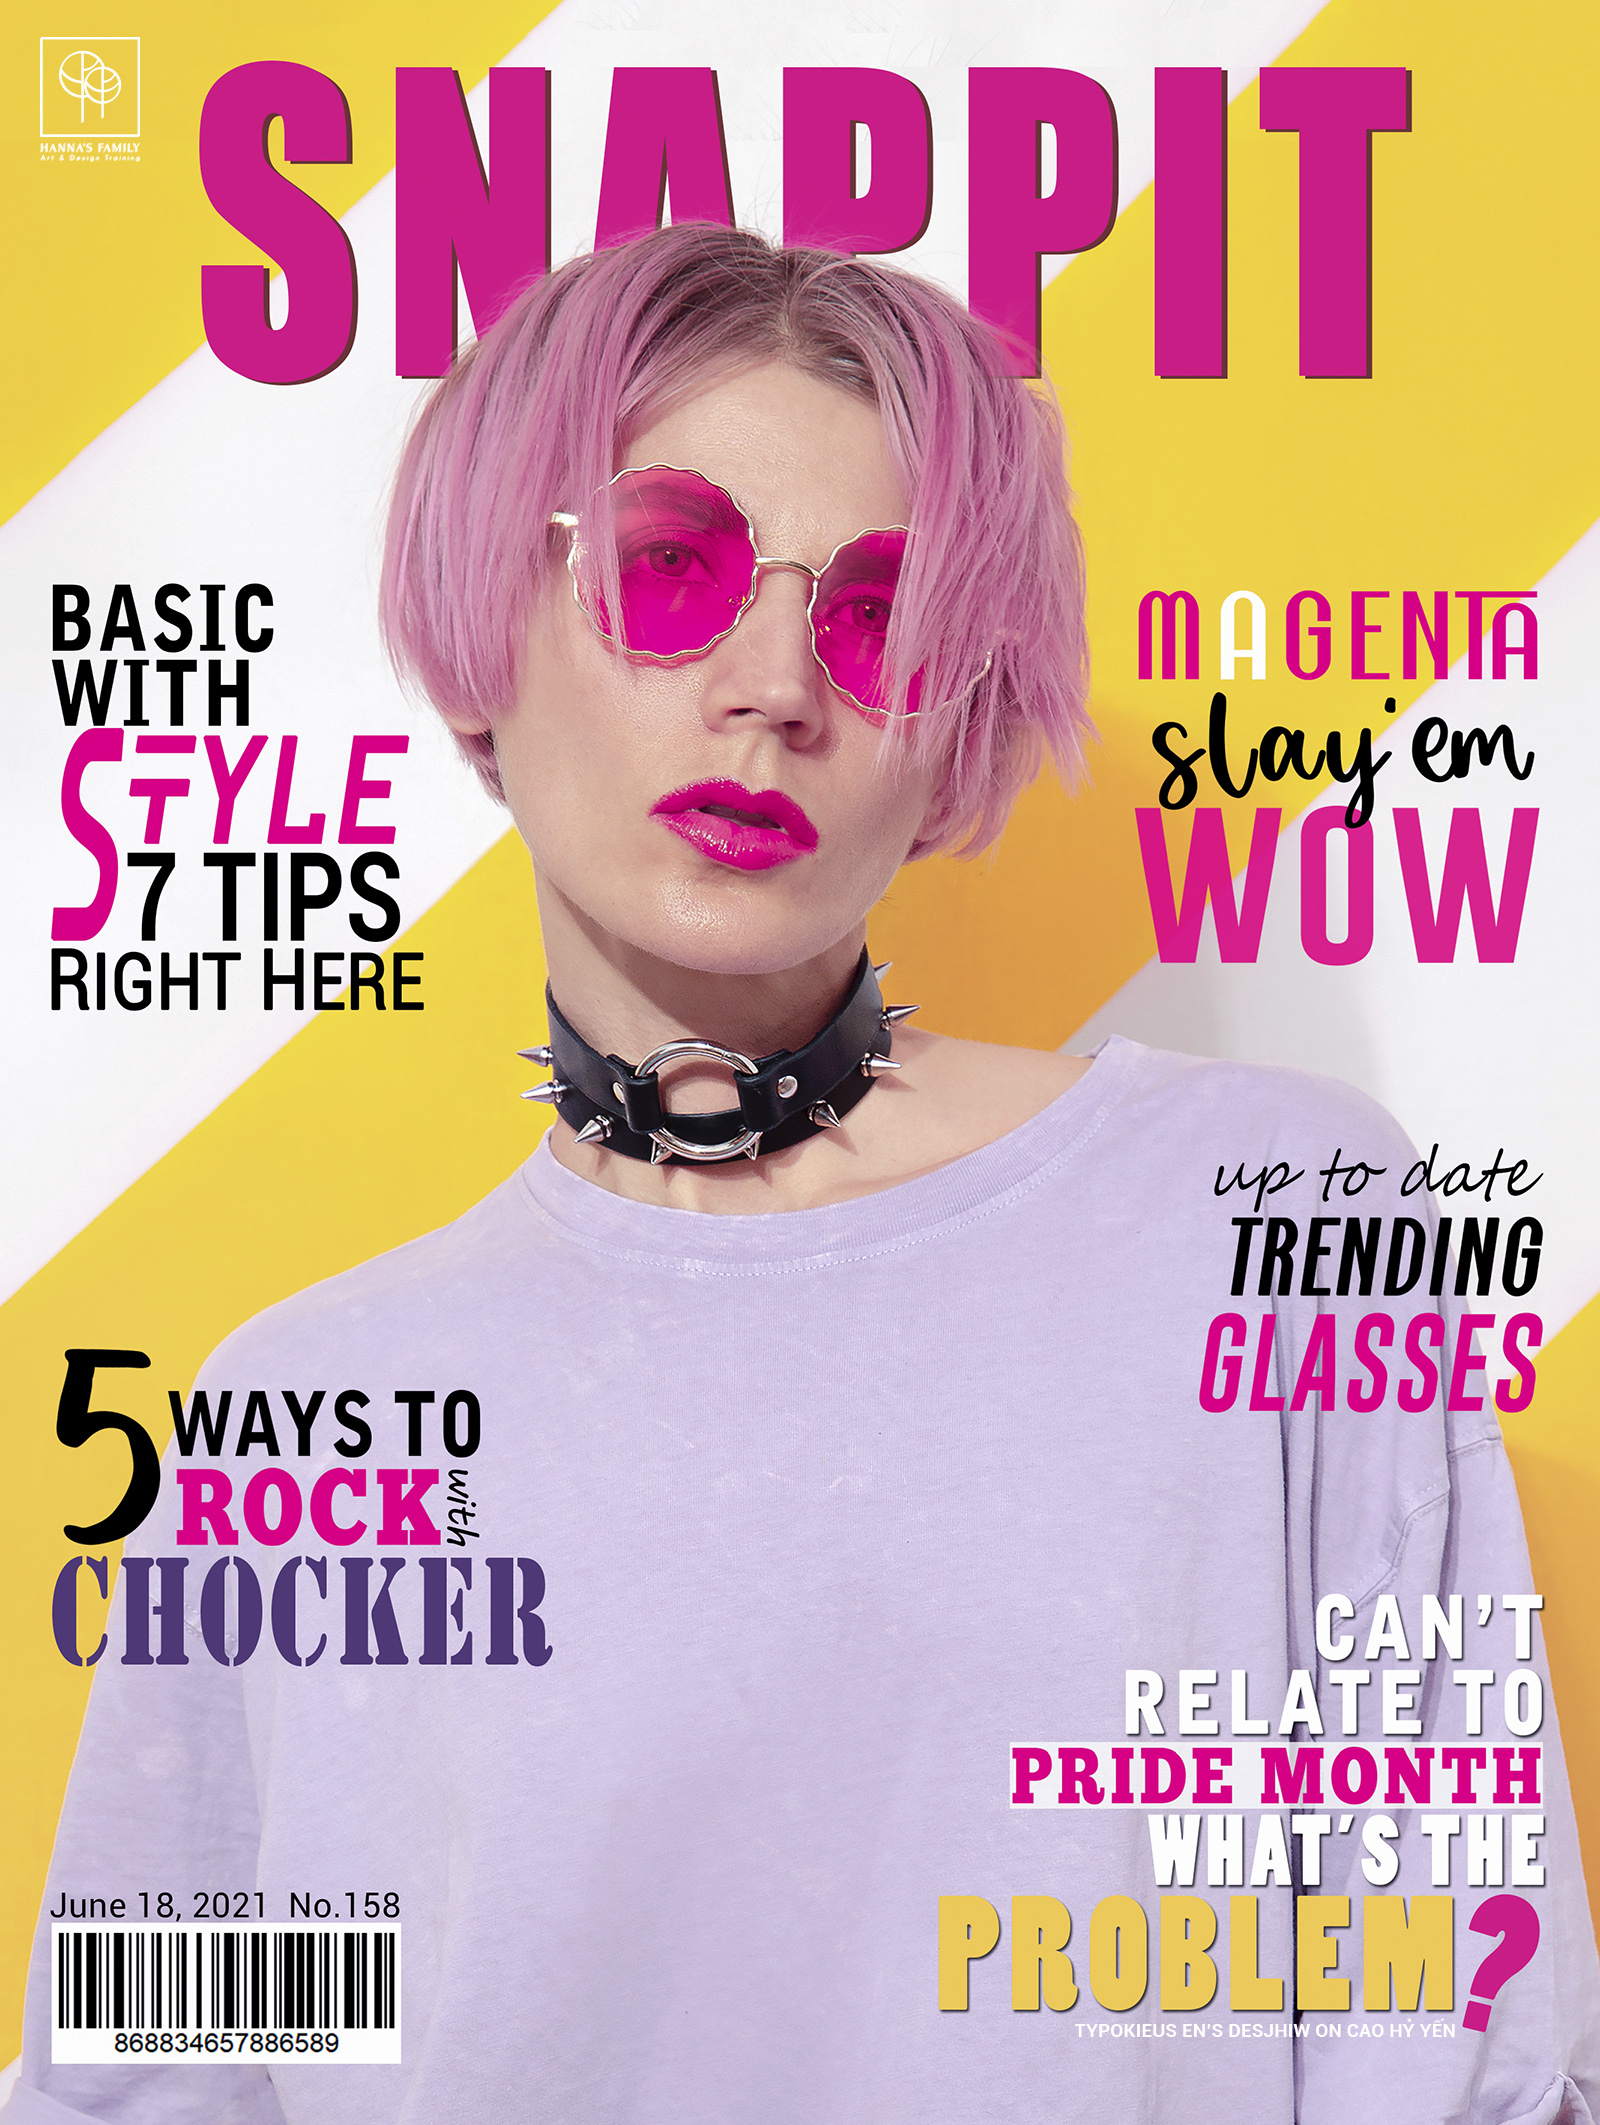 HANNA'S FAMILY
Art & Design Training
SNAPPIT
BASIC
WITH
STYLE
7 TIPS
RIGHT HERE
MAGENTA
slay'em
WOW
up to date
TRENDING
GLASSES
5 WAYS TO
ROCK with
CHOCKER
CAN'T
RELATE TO
PRIDE MONTH
WHAT'S THE
PROBLEM?
TYPOKIEUS EN'S DESJHIW ON CAO HỶ YẾN
June 18, 2021 No.158
868834657886589